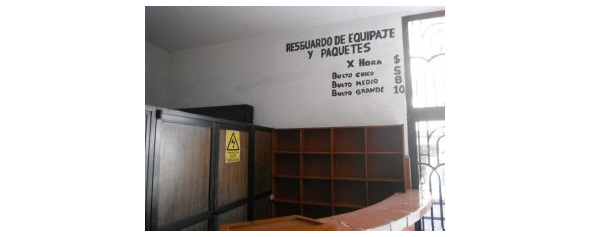 RESGUARDO DE EQUIPAJE
Y PAQUETES
X HORA $
BULTO CHICO 5
BULTO MEDIO 8
BULTO GRANDE 10